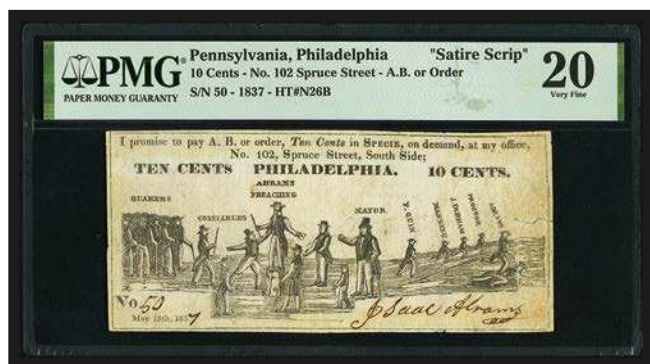 PMG
PAPER MONEY GUARANTY
Pennsylvania, Philadelphia "Satire Scrip"
10 Cents - No. 102 Spruce Street - A.B. or Order
S/N 50 - 1837 - HT#N26B
20
Very Fine
I promise to pay A. B. or order, Ten Cents in SPECIE, on demand, at my office,
No. 102, Spruce Street, South Side;
TEN CENTS PHILADELPHIA. 10 CENTS.
ABRAMS
PREACHING
QUAKERS
CONSTABLES
MAYOR
T. GUIN
No 50
May 12th, 1837
Isaac Abrams